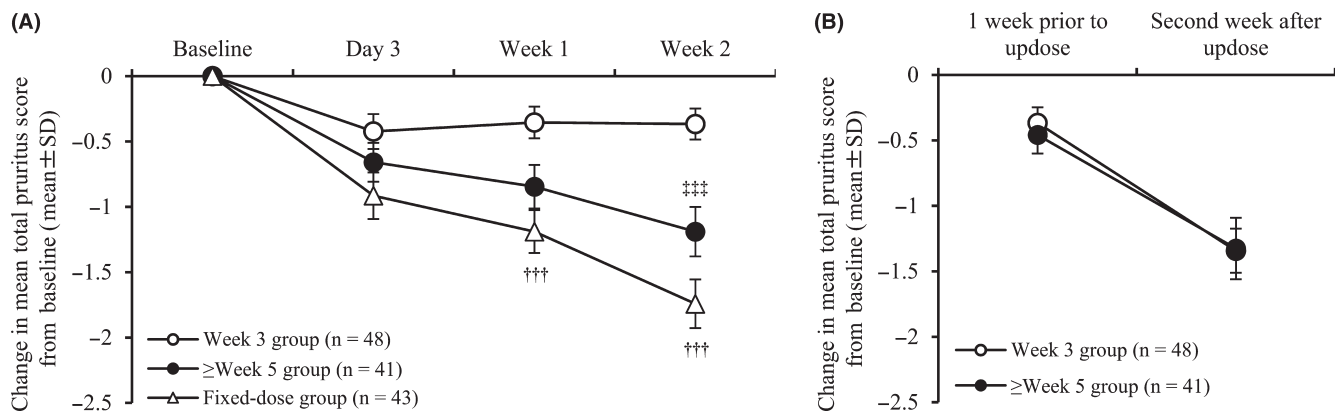 (A)
Baseline
Day 3
Week 1
Week 2
Change in mean total pruritus score
from baseline (mean±SD)
0
−0.5
−1
−1.5
−2
−2.5
‡‡‡
†††
†††
Week 3 group (n = 48)
≥Week 5 group (n = 41)
Fixed-dose group (n = 43)
(B)
1 week prior to
updose
Second week after
updose
Change in mean total pruritus score
from baseline (mean±SD)
0
−0.5
−1
−1.5
−2
−2.5
Week 3 group (n = 48)
≥Week 5 group (n = 41)